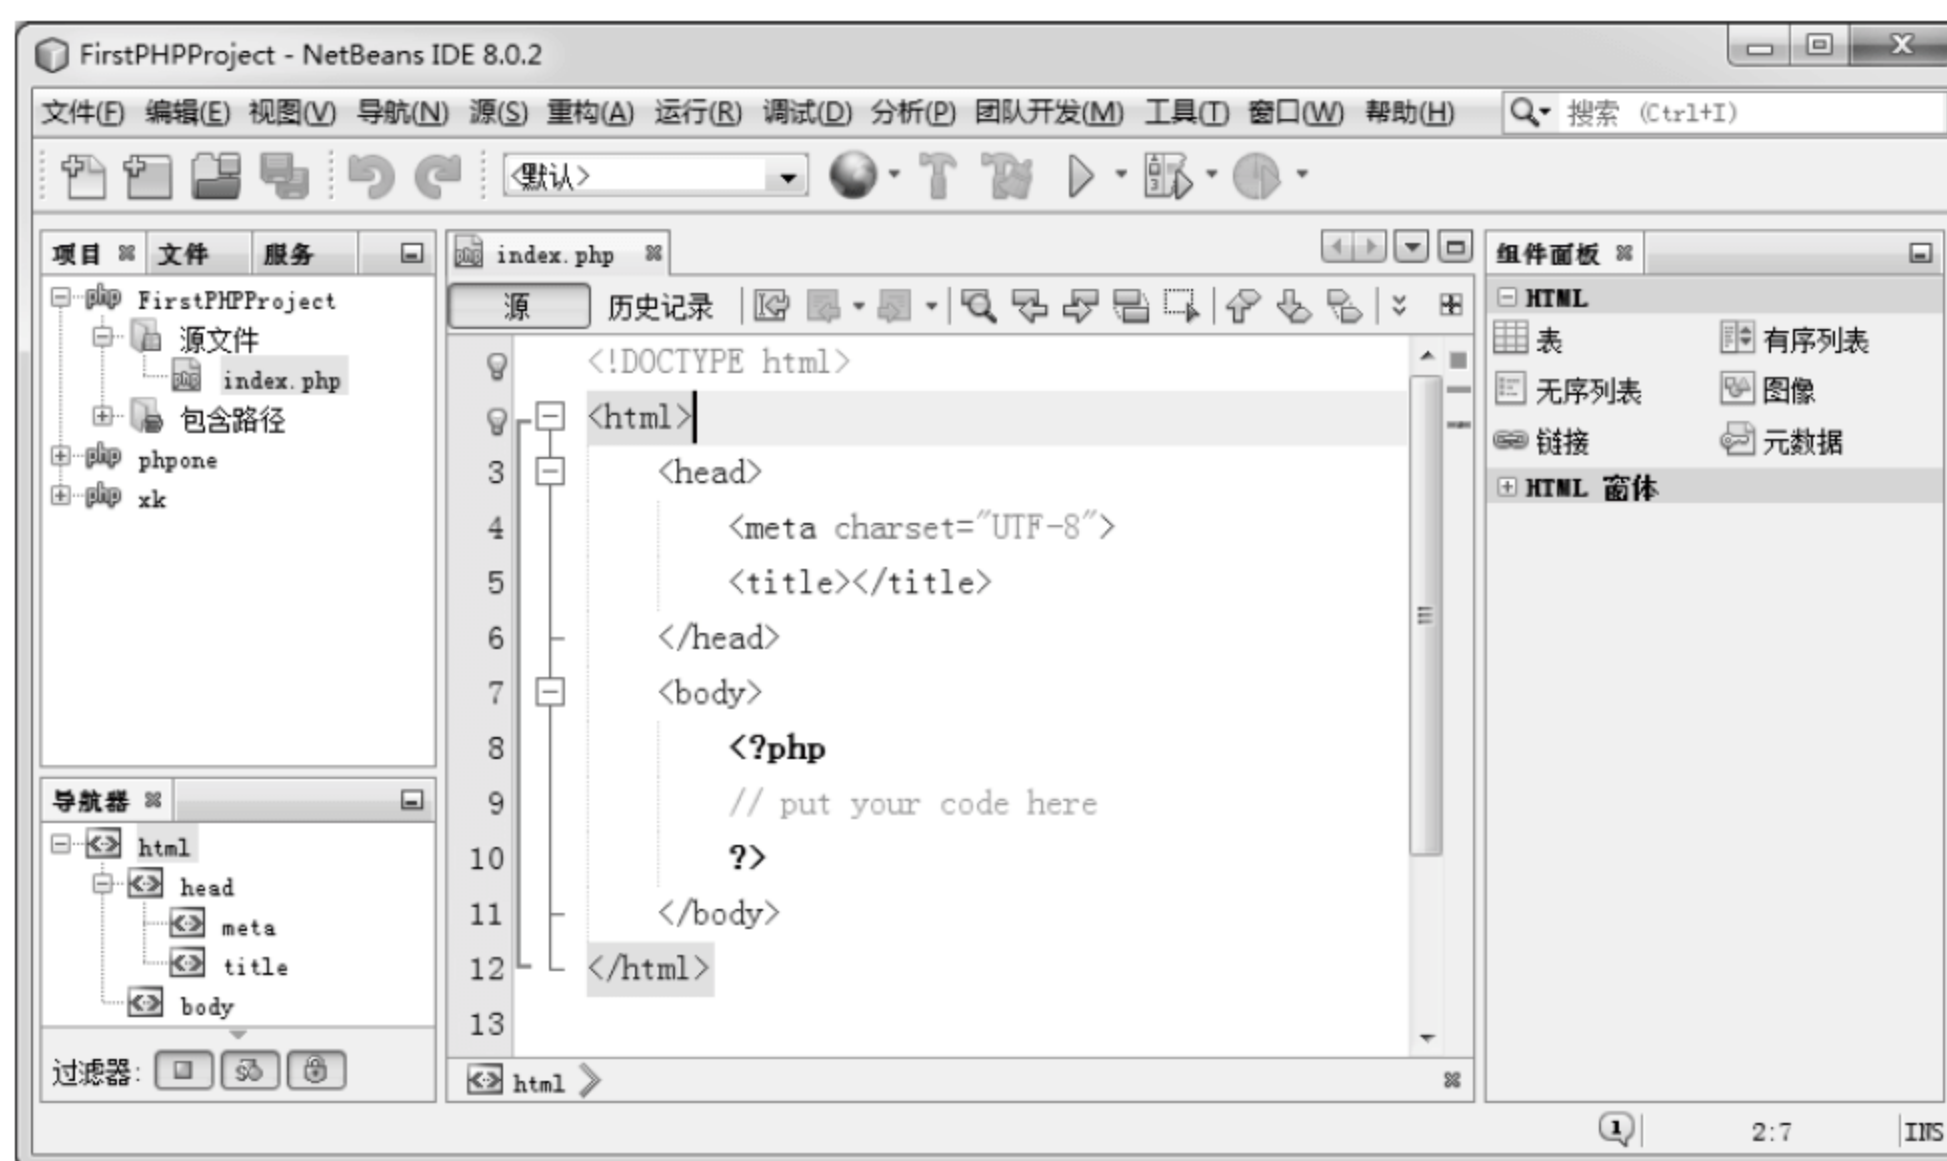 FirstPHPProject - NetBeans IDE 8.0.2
文件(F) 编辑(E) 视图(V) 导航(N) 源(S) 重构(A) 运行(R) 调试(D) 分析(P) 团队开发(M) 工具(T) 窗口(W) 帮助(H) 搜索 (Ctrl+I)
<默认>
项目 文件 服务
FirstPHPProject
源文件
index.php
包含路径
phpone
xk
导航器
html
head
meta
title
body
过滤器:
index.php
源 历史记录
<!DOCTYPE html>
<html>
3 <head>
4 <meta charset="UTF-8">
5 <title></title>
6 </head>
7 <body>
8 <?php
9 // put your code here
10 ?>
11 </body>
12 </html>
13
html
组件面板
HTML
表 有序列表
无序列表 图像
链接 元数据
HTML 窗体
1 2:7 INS